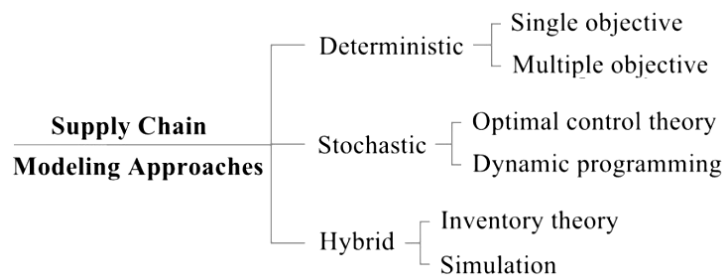 Supply Chain
Modeling Approaches
Deterministic
Single objective
Multiple objective
Stochastic
Optimal control theory
Dynamic programming
Hybrid
Inventory theory
Simulation